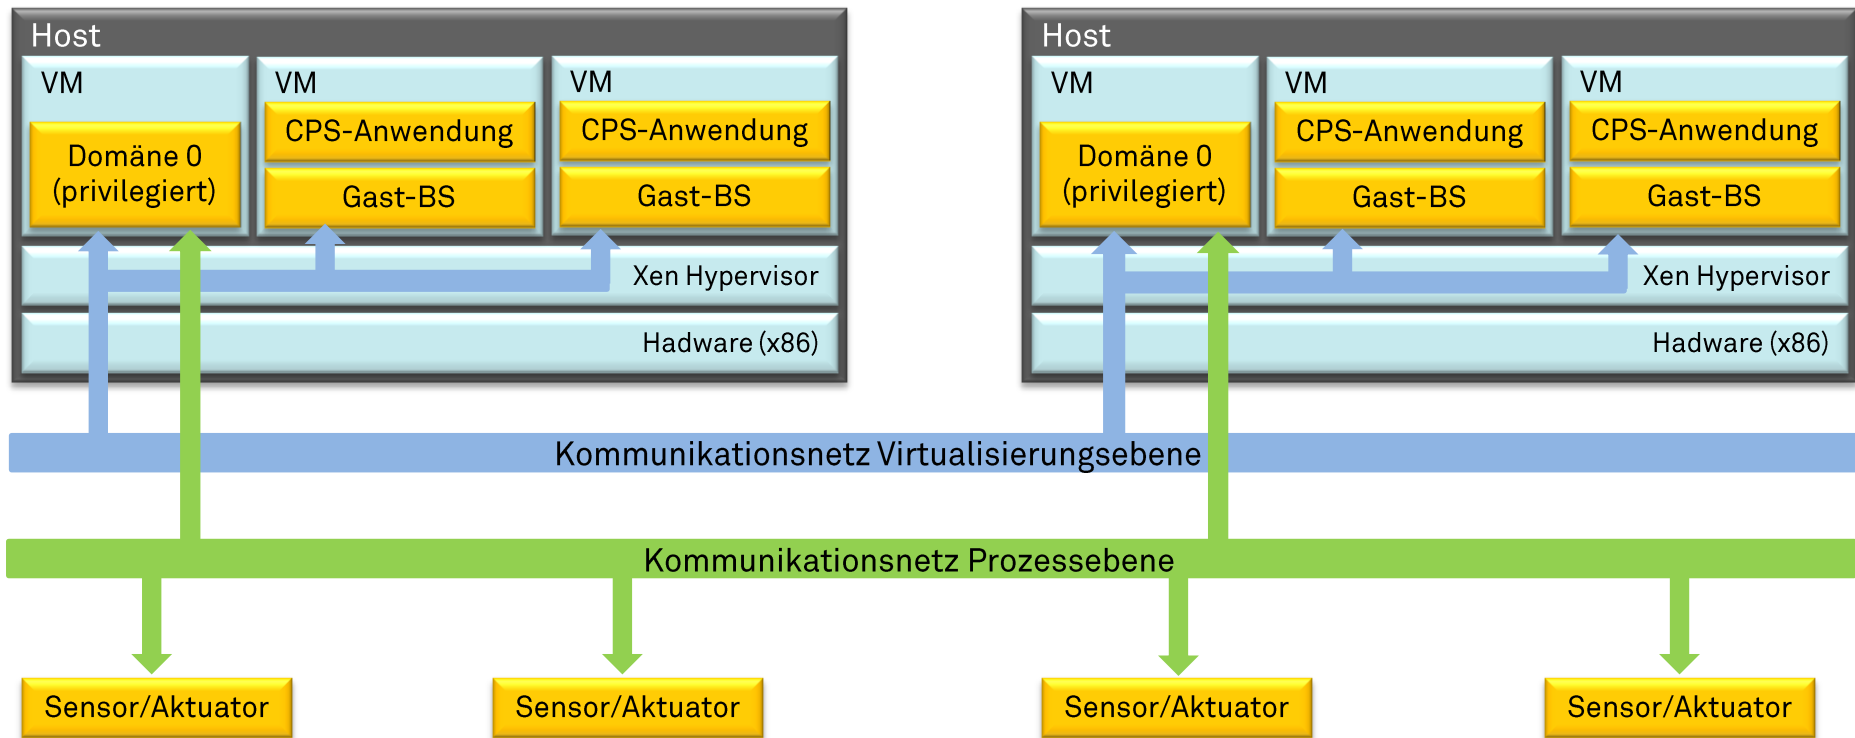 Host
VM
Domäne 0
(privilegiert)
VM
CPS-Anwendung
Gast-BS
VM
CPS-Anwendung
Gast-BS
Xen Hypervisor
Hadware (x86)
Host
VM
Domäne 0
(privilegiert)
VM
CPS-Anwendung
Gast-BS
VM
CPS-Anwendung
Gast-BS
Xen Hypervisor
Hadware (x86)
Kommunikationsnetz Virtualisierungsebene
Kommunikationsnetz Prozessebene
Sensor/Aktuator
Sensor/Aktuator
Sensor/Aktuator
Sensor/Aktuator